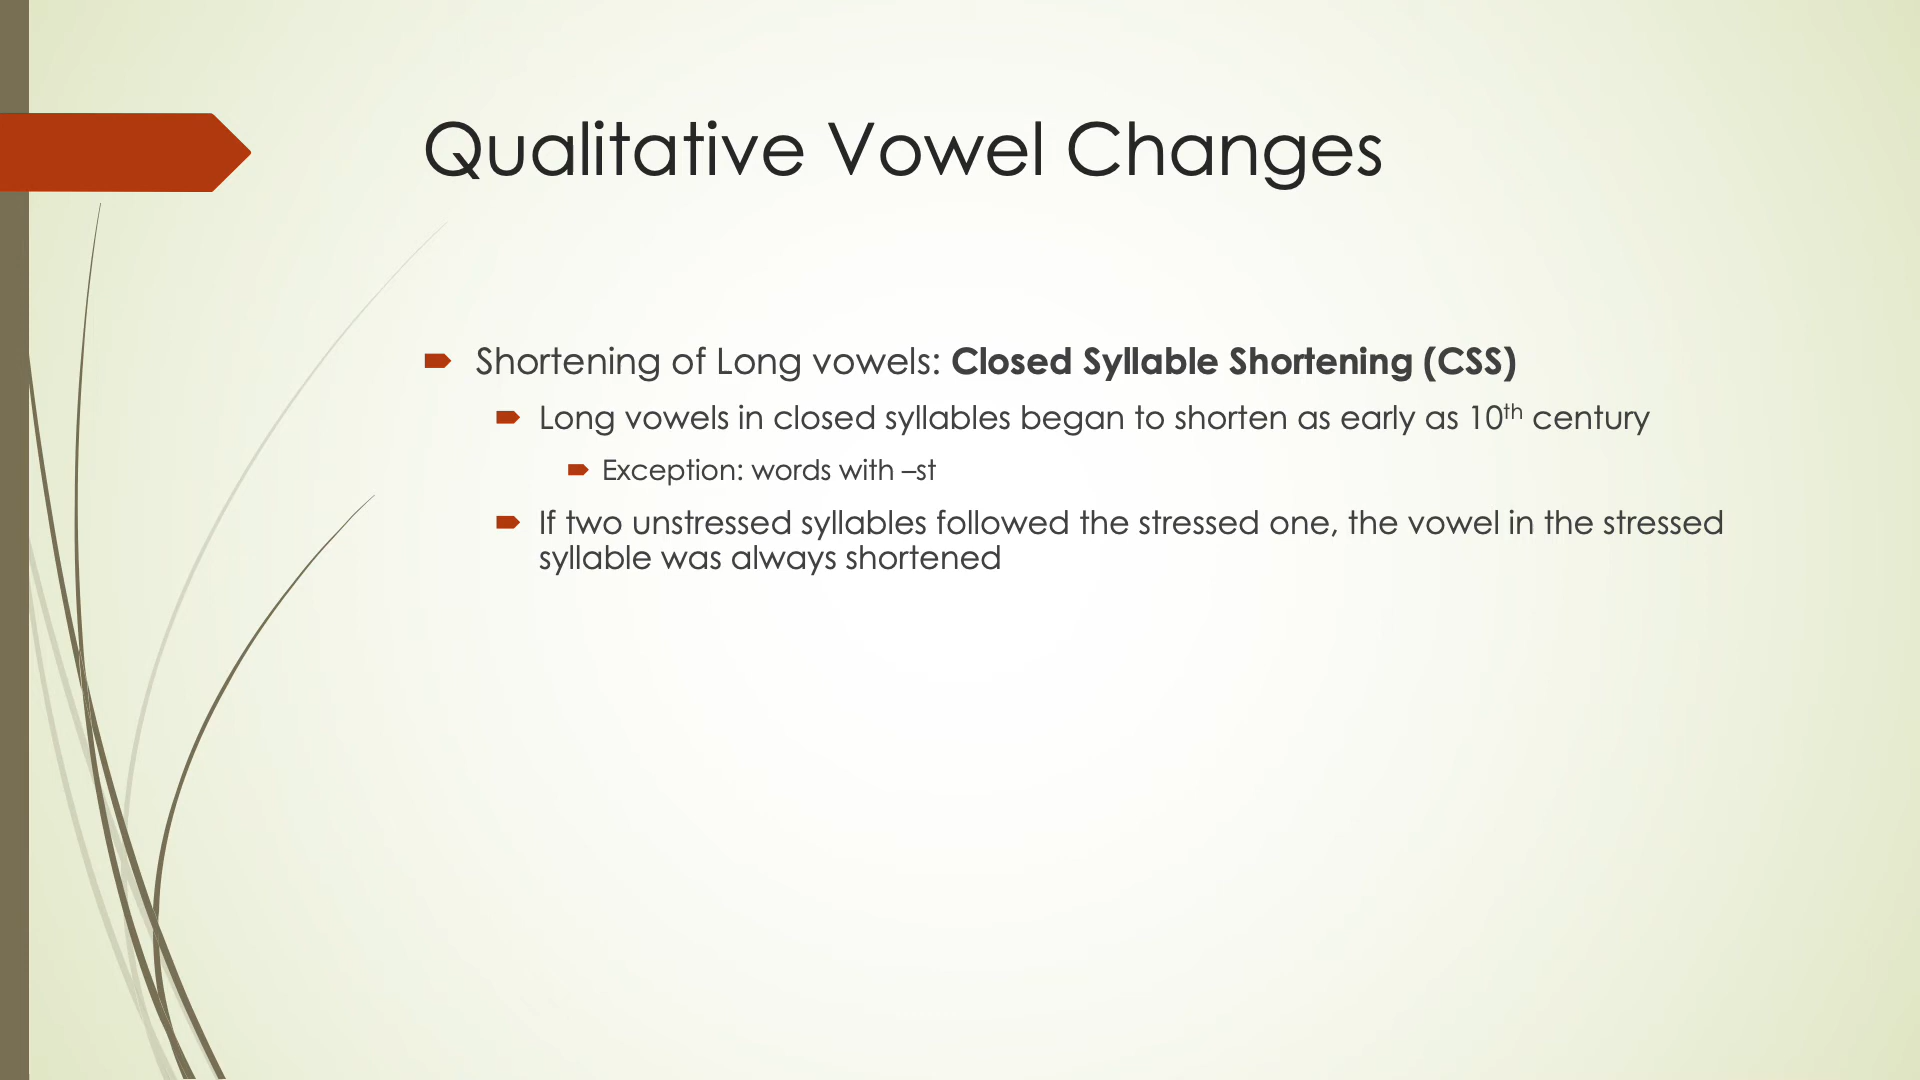 Qualitative Vowel Changes
Shortening of Long vowels: Closed Syllable Shortening (CSS)
Long vowels in closed syllables began to shorten as early as 10th century
Exception: words with –st
If two unstressed syllables followed the stressed one, the vowel in the stressed
syllable was always shortened